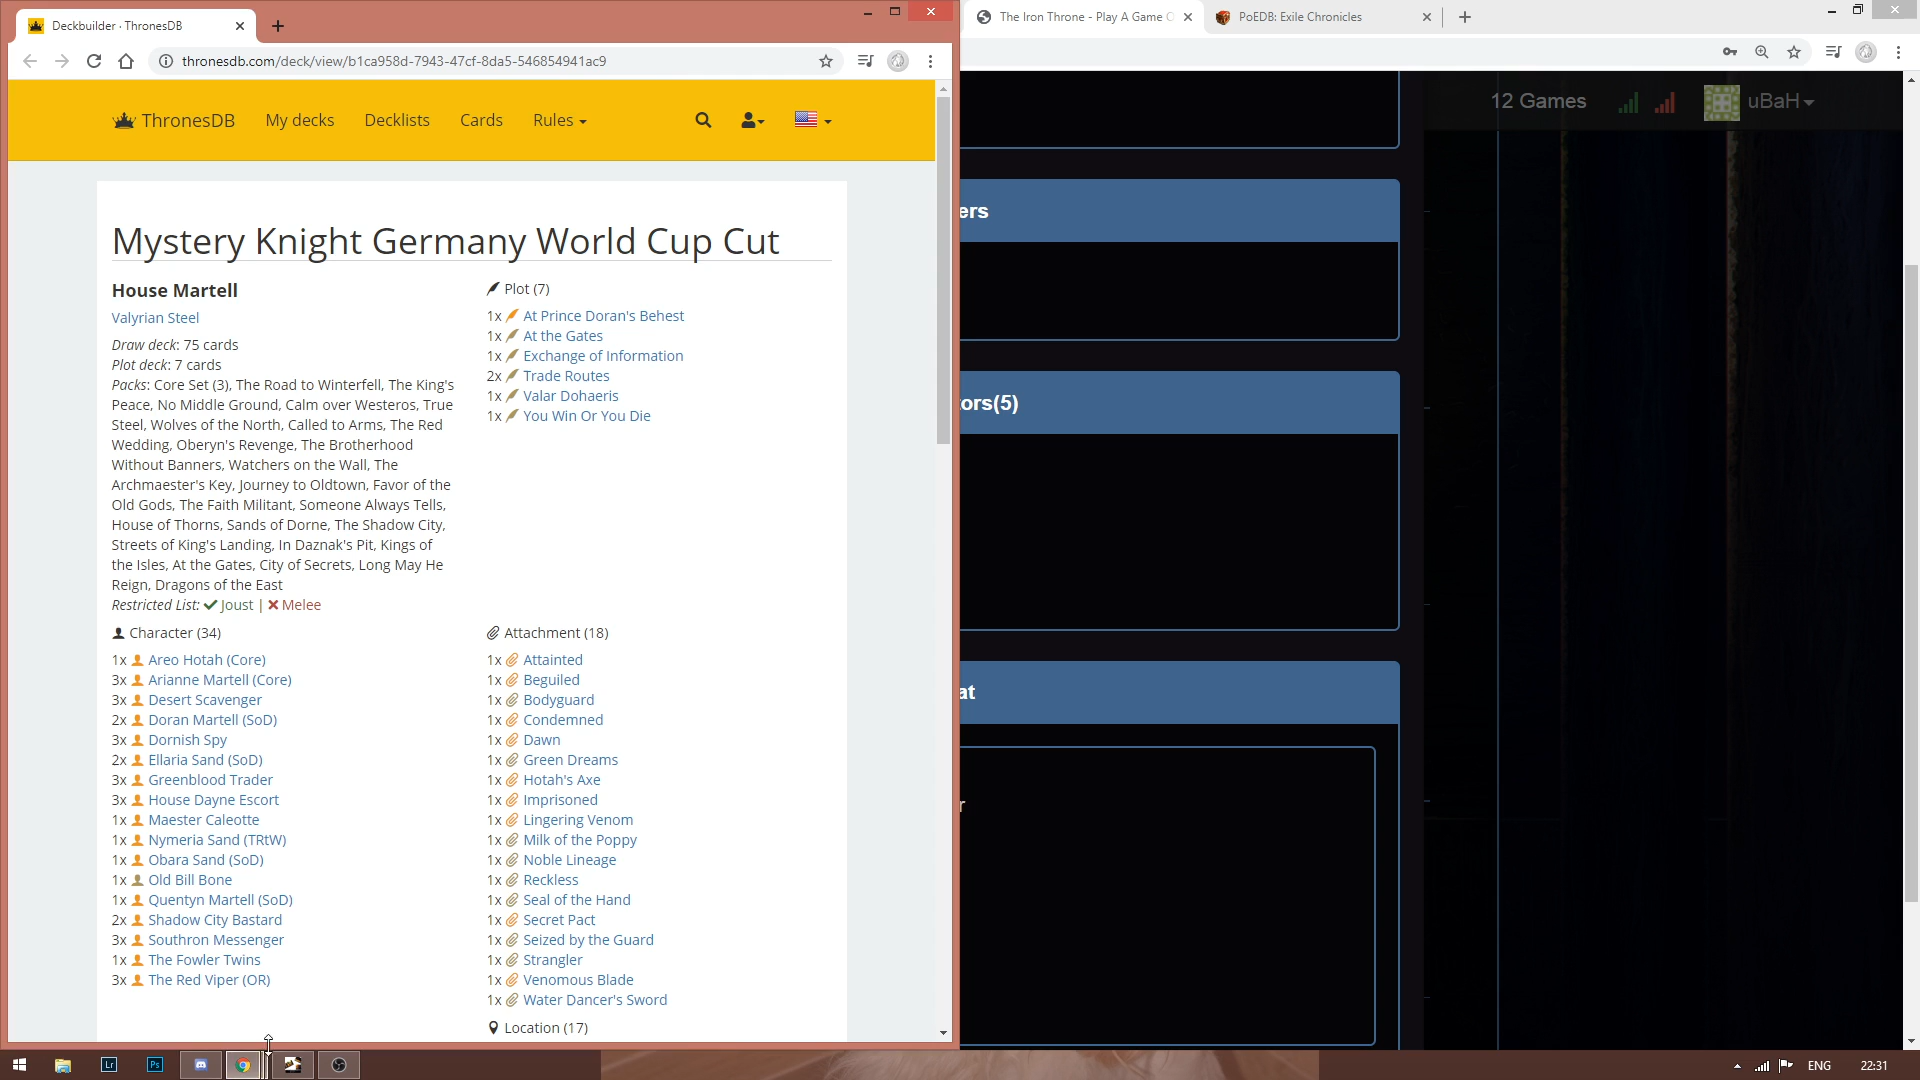 Deckbuilder · ThronesDB
The Iron Throne - Play A Game
PoEDB: Exile Chronicles
thronesdb.com/deck/view/b1ca958d-7943-47cf-8da5-546854941ac9
ThronesDB My decks Decklists Cards Rules
12 Games uBaH
Mystery Knight Germany World Cup Cut
House Martell
Valyrian Steel
Draw deck: 75 cards
Plot deck: 7 cards
Packs: Core Set (3), The Road to Winterfell, The King's
Peace, No Middle Ground, Calm over Westeros, True
Steel, Wolves of the North, Called to Arms, The Red
Wedding, Oberyn's Revenge, The Brotherhood
Without Banners, Watchers on the Wall, The
Archmaester's Key, Journey to Oldtown, Favor of the
Old Gods, The Faith Militant, Someone Always Tells,
House of Thorns, Sands of Dorne, The Shadow City,
Streets of King's Landing, In Daznak's Pit, Kings of
the Isles, At the Gates, City of Secrets, Long May He
Reign, Dragons of the East
Restricted List: Joust | Melee
Plot (7)
1x At Prince Doran's Behest
1x At the Gates
1x Exchange of Information
2x Trade Routes
1x Valar Dohaeris
1x You Win Or You Die
Character (34)
1x Areo Hotah (Core)
3x Arianne Martell (Core)
3x Desert Scavenger
2x Doran Martell (SoD)
3x Dornish Spy
2x Ellaria Sand (SoD)
3x Greenblood Trader
3x House Dayne Escort
1x Maester Caleotte
1x Nymeria Sand (TRtW)
1x Obara Sand (SoD)
1x Old Bill Bone
1x Quentyn Martell (SoD)
2x Shadow City Bastard
3x Southron Messenger
1x The Fowler Twins
3x The Red Viper (OR)
Attachment (18)
1x Attainted
1x Beguiled
1x Bodyguard
1x Condemned
1x Dawn
1x Green Dreams
1x Hotah's Axe
1x Imprisoned
1x Lingering Venom
1x Milk of the Poppy
1x Noble Lineage
1x Reckless
1x Seal of the Hand
1x Secret Pact
1x Seized by the Guard
1x Strangler
1x Venomous Blade
1x Water Dancer's Sword
Location (17)
ers
tors(5)
at
r
Lr
Ps
ENG
22:31